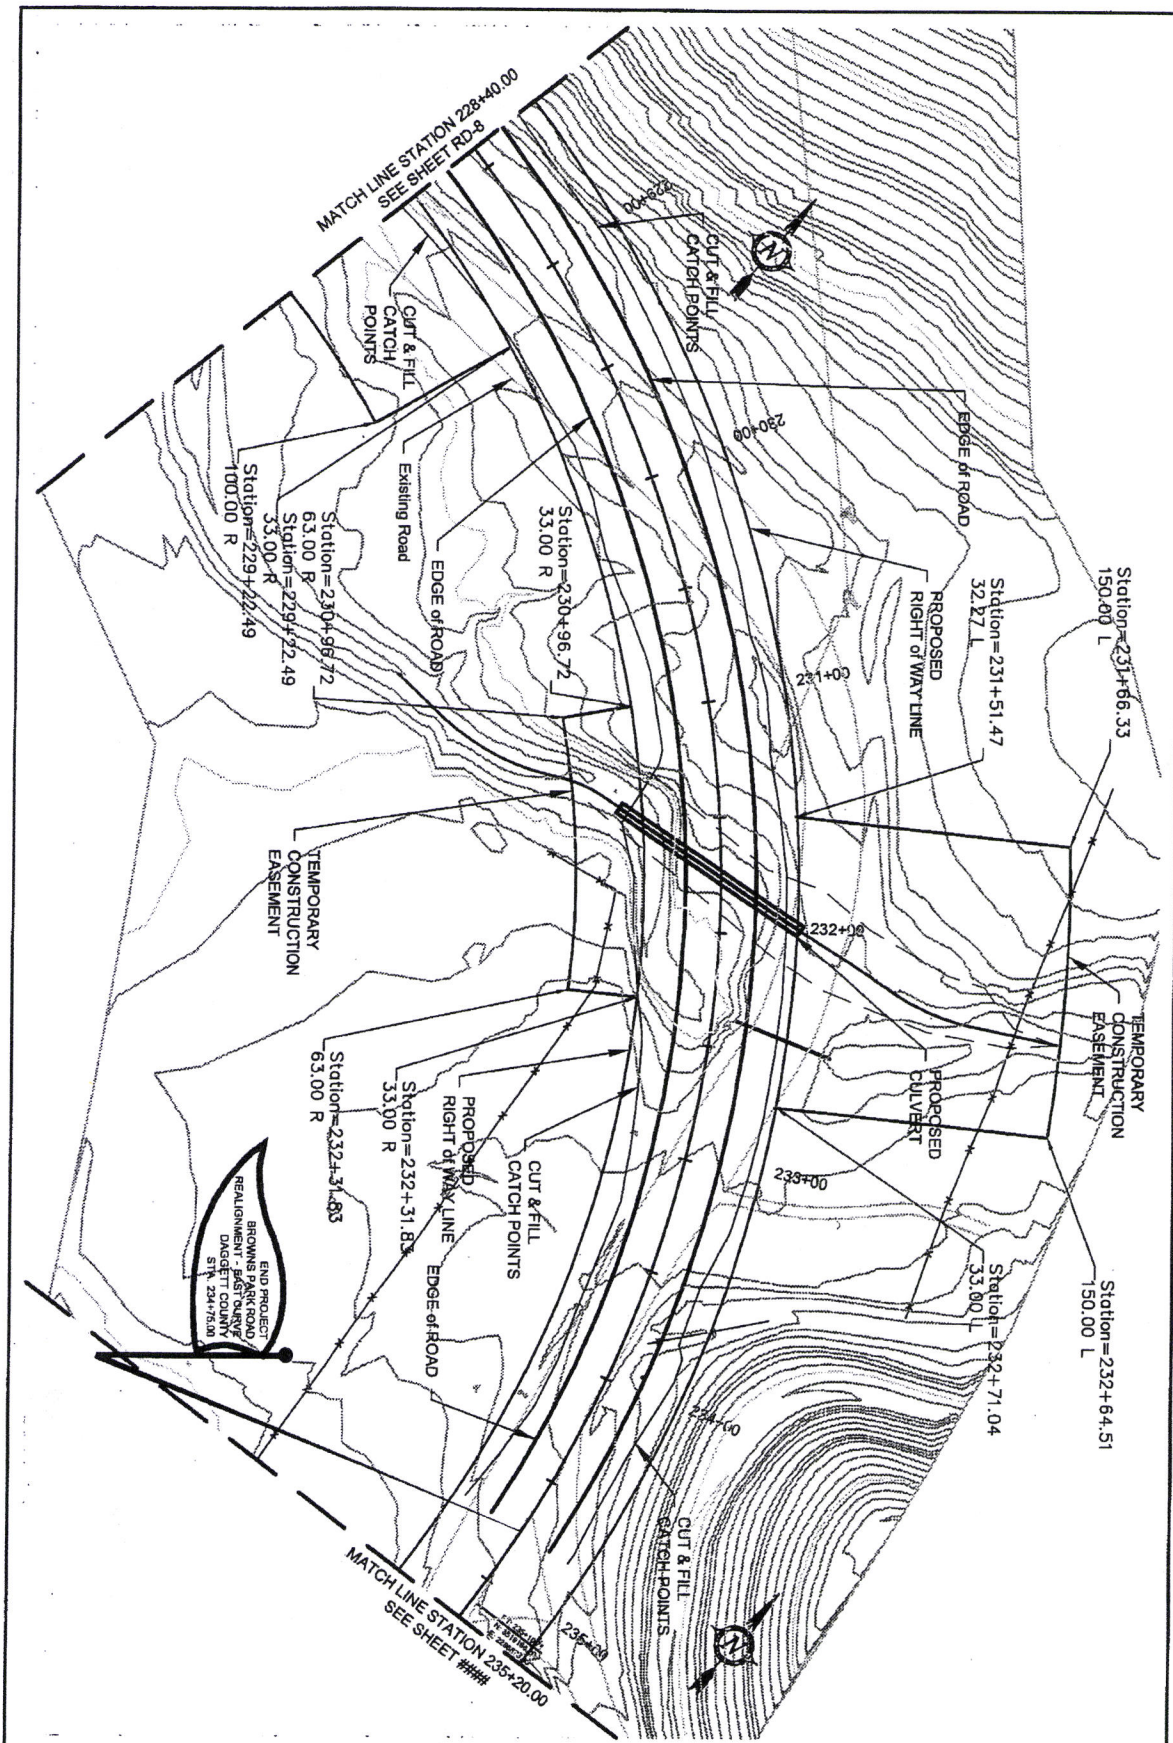 MATCH LINE STATION 228+40.00
SEE SHEET RD-8
229+00
CUT & FILL
CATCH POINTS
N
CUT & FILL
CATCH
POINTS
EDGE of ROAD
230+00
Existing Road
Station=229+22.49
100.00 R
Station=229+22.49
33.00 R
Station=230+96.72
63.00 R
EDGE of ROAD
Station=230+96.72
33.00 R
PROPOSED
RIGHT of WAY LINE
231+00
Station=231+51.47
32.27 L
Station=231+66.33
150.00 L
TEMPORARY
CONSTRUCTION
EASEMENT
232+00
TEMPORARY
CONSTRUCTION
EASEMENT
PROPOSED
CULVERT
Station=232+31.83
63.00 R
Station=232+31.83
33.00 R
PROPOSED
RIGHT of WAY LINE
CUT & FILL
CATCH POINTS
233+00
Station=232+71.04
33.00 L
Station=232+64.51
150.00 L
EDGE of ROAD
END PROJECT
BROWNS PARK ROAD
REALIGNMENT - EAST CURVE
DAGGETT COUNTY
STA. 234+75.00
234+00
CUT & FILL
CATCH POINTS
235+00
N
MATCH LINE STATION 235+20.00
SEE SHEET ####